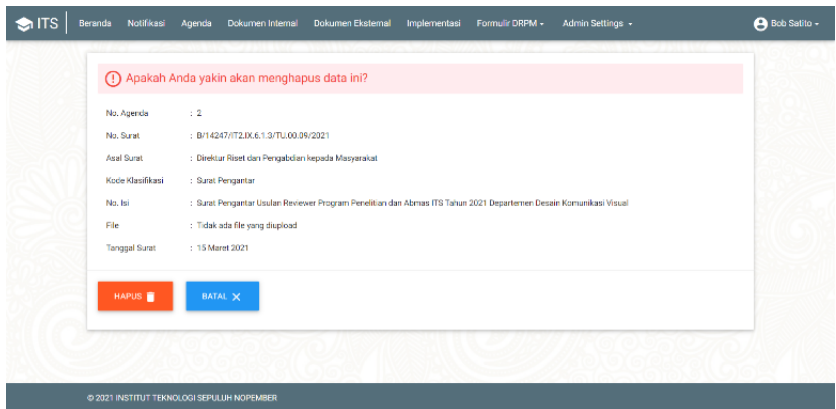 ITS Beranda Notifikasi Agenda Dokumen Internal Dokumen Eksternal Implementasi Formulir DRPM Admin Settings Bob Satito
Apakah Anda yakin akan menghapus data ini?
No. Agenda : 2
No. Surat : B/14247/IT2.IX.6.1.3/TU.00.09/2021
Asal Surat : Direktur Riset dan Pengabdian kepada Masyarakat
Kode Klasifikasi : Surat Pengantar
No. Isi : Surat Pengantar Usulan Reviewer Program Penelitian dan Abmas ITS Tahun 2021 Departemen Desain Komunikasi Visual
File : Tidak ada file yang diupload
Tanggal Surat : 15 Maret 2021
HAPUS BATAL
© 2021 INSTITUT TEKNOLOGI SEPULUH NOPEMBER